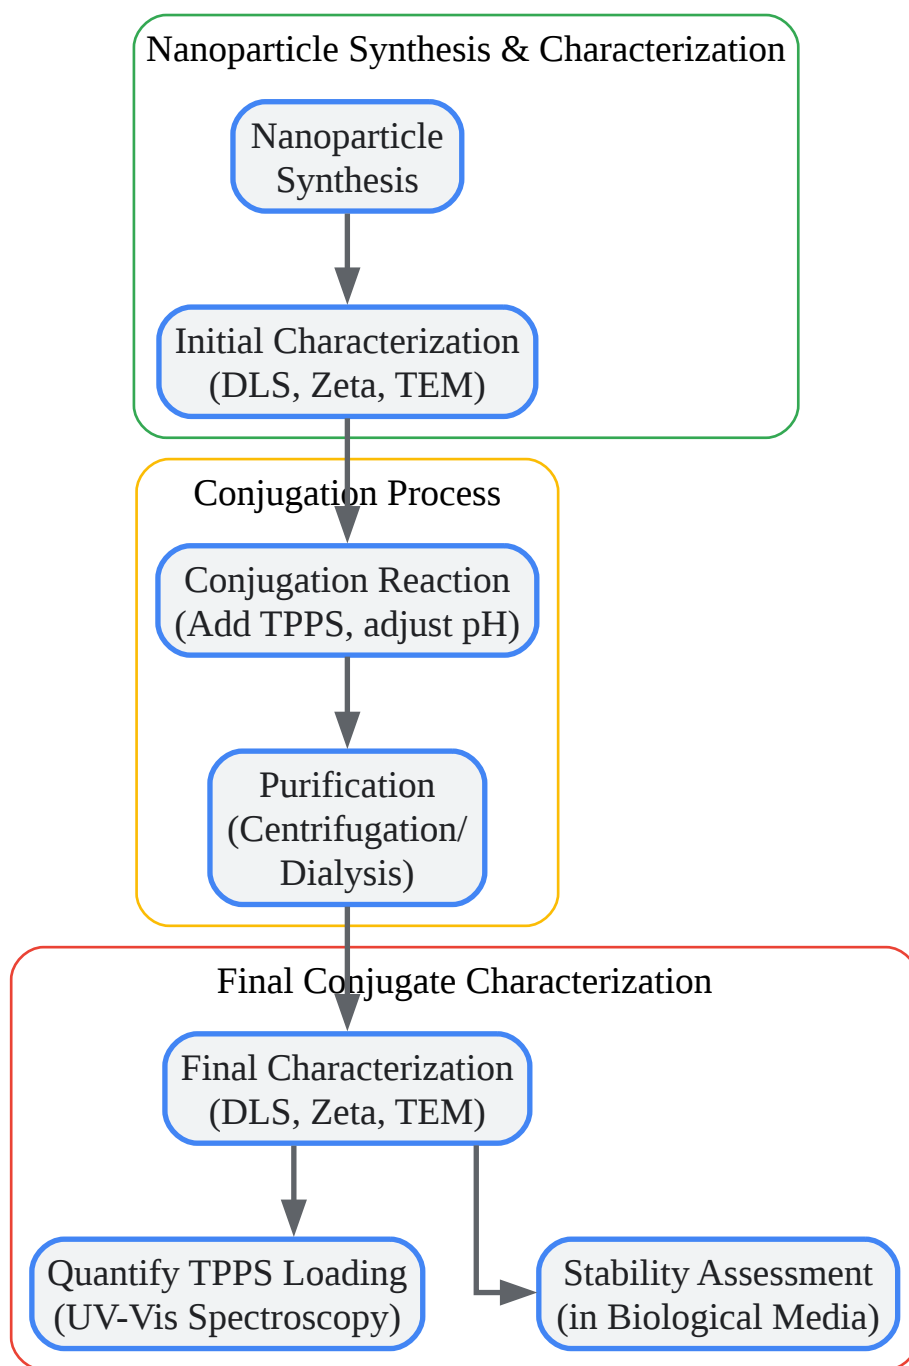 Nanoparticle Synthesis & Characterization
Nanoparticle
Synthesis
Initial Characterization
(DLS, Zeta, TEM)
Conjugation Process
Conjugation Reaction
(Add TPPS, adjust pH)
Purification
(Centrifugation/
Dialysis)
Final Conjugate Characterization
Final Characterization
(DLS, Zeta, TEM)
Quantify TPPS Loading
(UV-Vis Spectroscopy)
Stability Assessment
(in Biological Media)